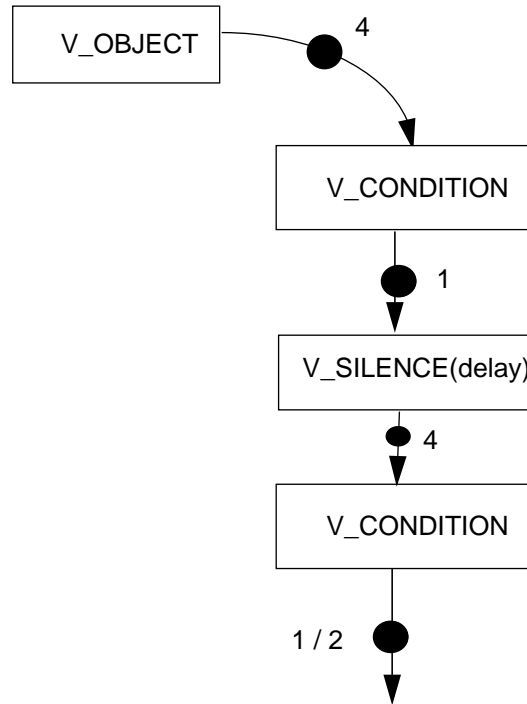 V_OBJECT
4
V_CONDITION
1
V_SILENCE(delay)
4
V_CONDITION
1 / 2